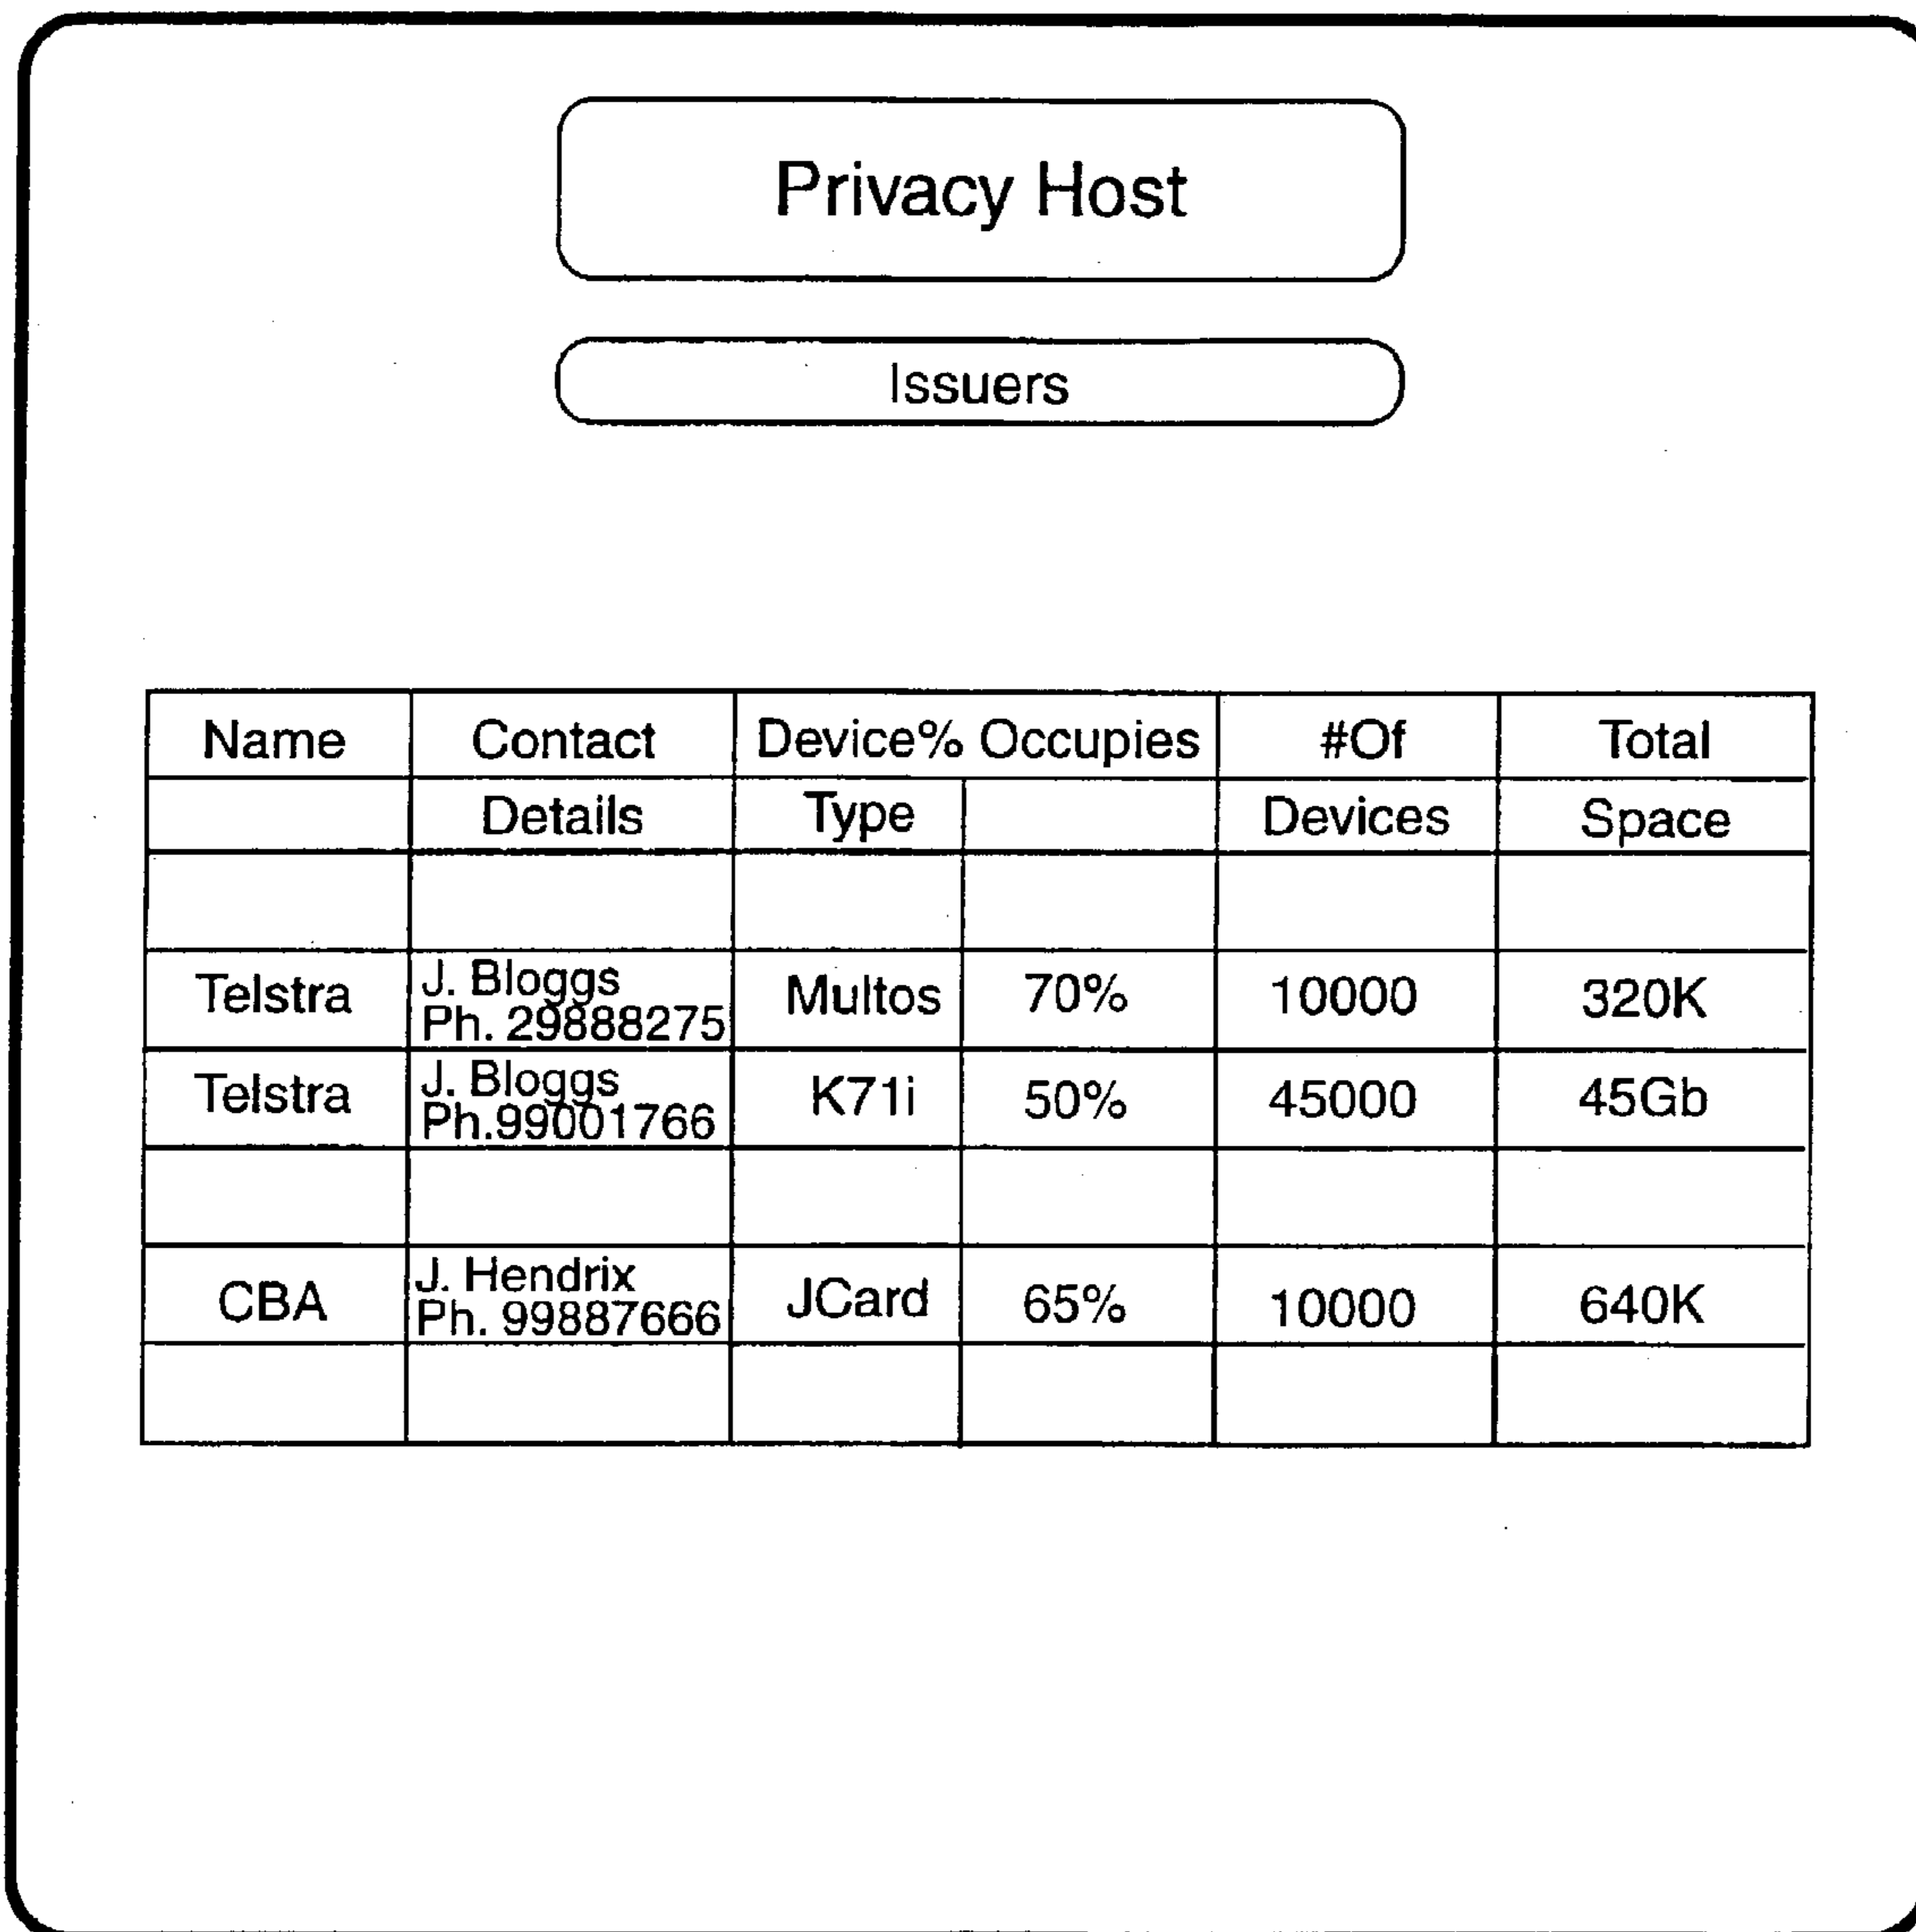 Privacy Host
Issuers
Name Contact Device% Occupies #Of Total
Details Type Devices Space
Telstra J. Bloggs Ph. 29888275 Multos 70% 10000 320K
Telstra J. Bloggs Ph.99001766 K71i 50% 45000 45Gb
CBA J. Hendrix Ph. 99887666 JCard 65% 10000 640K